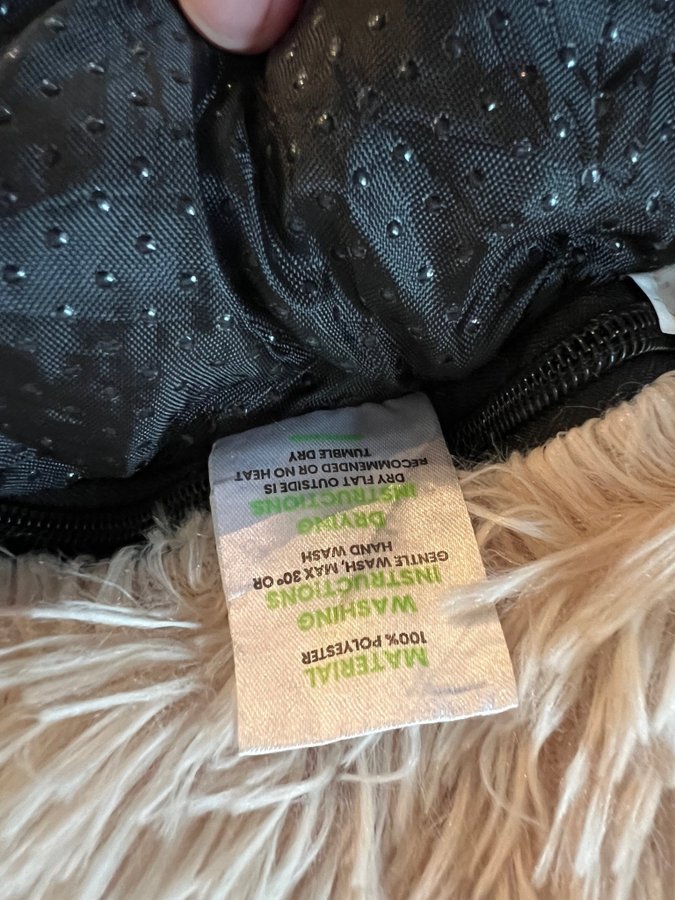 MATERIAL
100% POLYESTER
WASHING
INSTRUCTIONS
GENTLE WASH, MAX 30º OR
HAND WASH
DRYING
INSTRUCTIONS
DRY FLAT OUTSIDE IS
RECOMMENDED OR NO HEAT
TUMBLE DRY